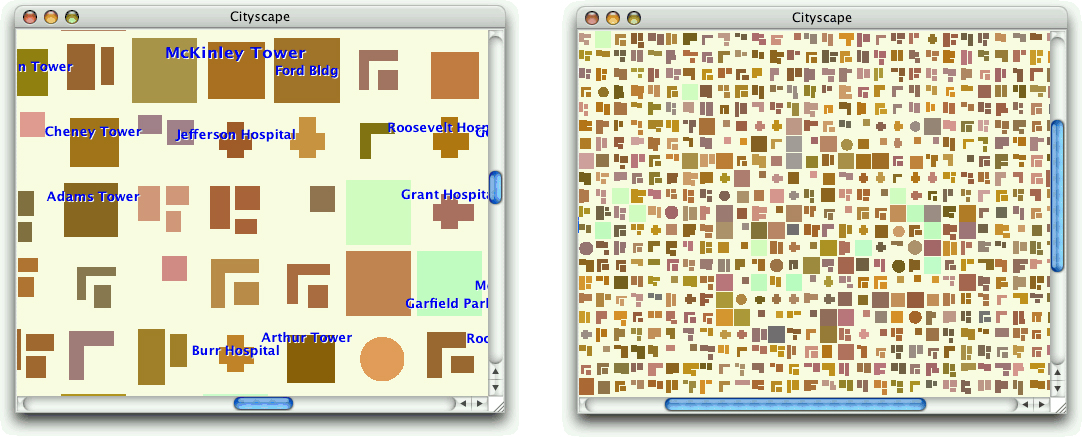 Cityscape
n Tower
McKinley Tower
Ford Bldg
Cheney Tower
Jefferson Hospital
Roosevelt Hosp
Adams Tower
Grant Hospita
Garfield Park
Arthur Tower
Burr Hospital
Roo
Cityscape